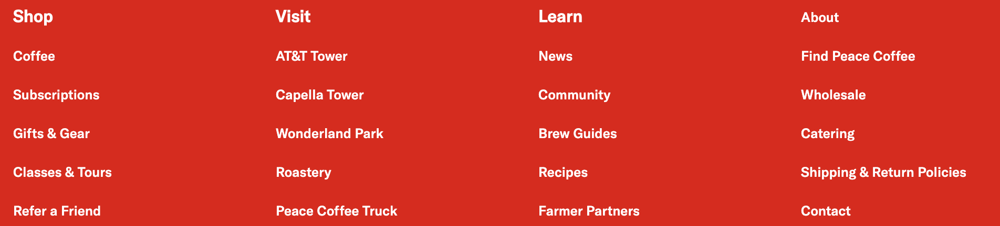 Shop
Coffee
Subscriptions
Gifts & Gear
Classes & Tours
Refer a Friend
Visit
AT&T Tower
Capella Tower
Wonderland Park
Roastery
Peace Coffee Truck
Learn
News
Community
Brew Guides
Recipes
Farmer Partners
About
Find Peace Coffee
Wholesale
Catering
Shipping & Return Policies
Contact